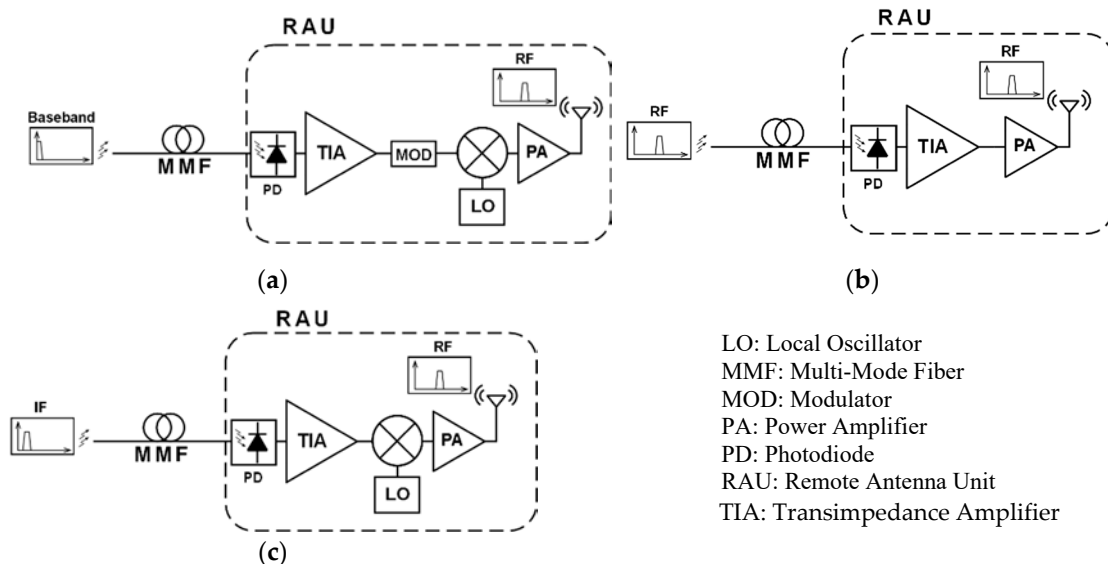 RAU
RF
Baseband
MMF
PD
TIA
MOD
LO
PA
(a)
RF
RF
MMF
PD
TIA
PA
(b)
RAU
RF
IF
MMF
PD
TIA
LO
PA
(c)
LO: Local Oscillator
MMF: Multi-Mode Fiber
MOD: Modulator
PA: Power Amplifier
PD: Photodiode
RAU: Remote Antenna Unit
TIA: Transimpedance Amplifier
RAU